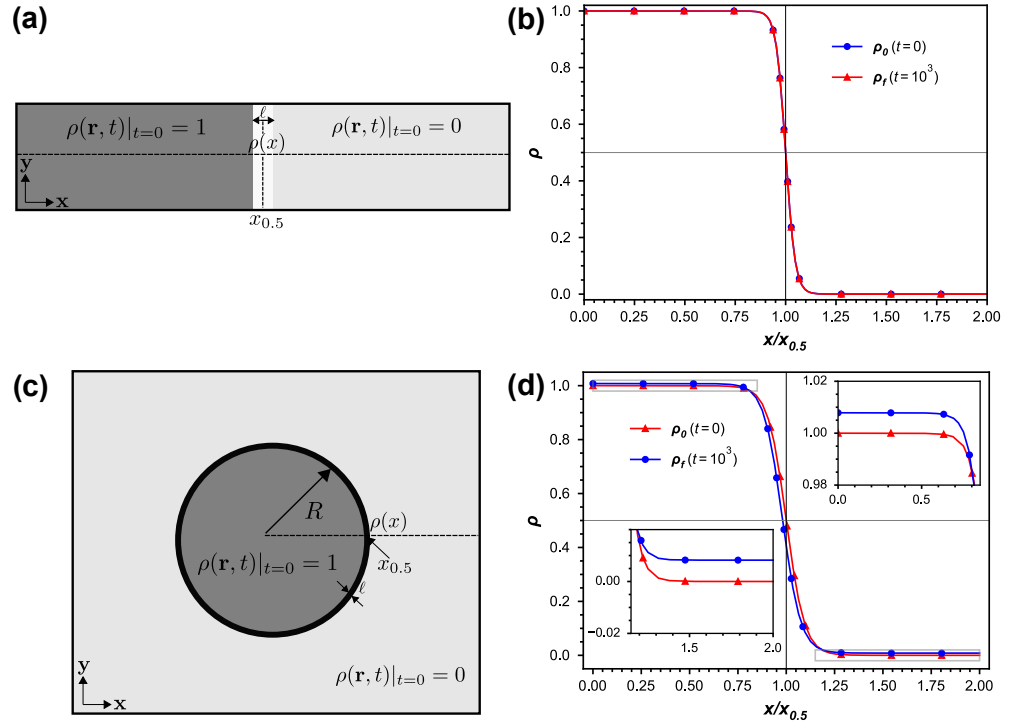 (a)
ρ(r, t)|t=0 = 1
ℓ
ρ(x)
ρ(r, t)|t=0 = 0
y
x
x0.5
(b)
1.0
0.8
0.6
0.4
0.2
0.0
ρ
ρ0 (t = 0)
ρf (t = 10³)
0.00 0.25 0.50 0.75 1.00 1.25 1.50 1.75 2.00
x/x0.5
(c)
R
ρ(x)
x0.5
ρ(r, t)|t=0 = 1
ℓ
ρ(r, t)|t=0 = 0
y
x
(d)
1.0
0.8
0.6
0.4
0.2
0.0
ρ
ρ0 (t = 0)
ρf (t = 10³)
1.02
1.00
0.98
0.0 0.5
0.00
−0.02
1.5 2.0
0.00 0.25 0.50 0.75 1.00 1.25 1.50 1.75 2.00
x/x0.5